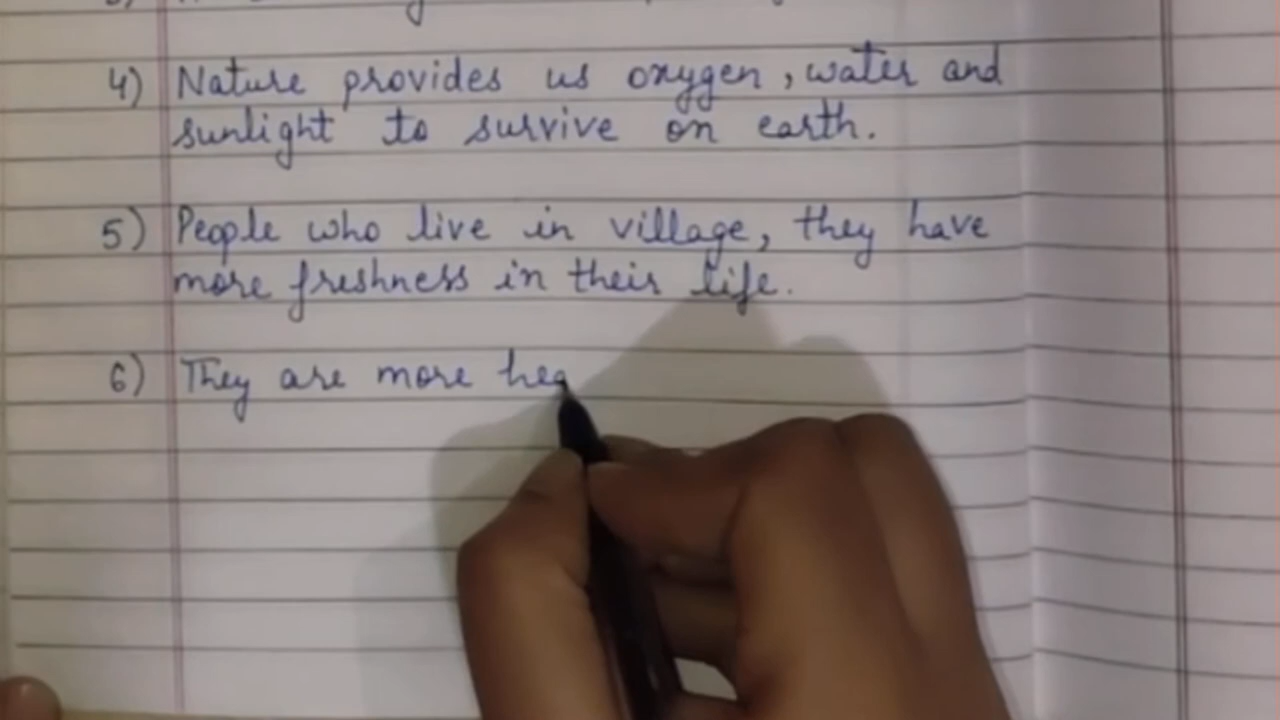 4) Nature provides us oxygen, water and
sunlight to survive on earth.
5) People who live in village, they have
more freshness in their life.
6) They are more hea